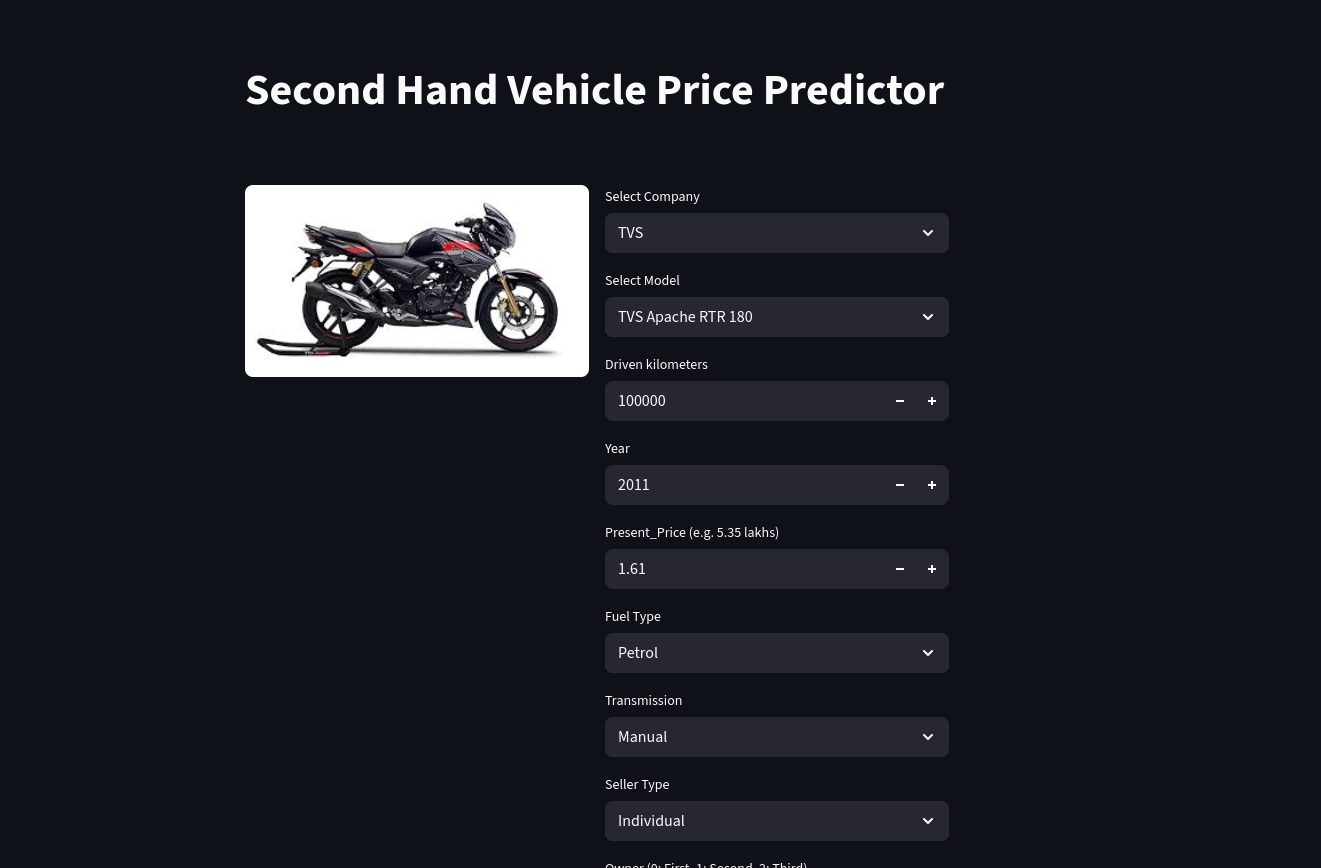 Second Hand Vehicle Price Predictor
Select Company
TVS
Select Model
TVS Apache RTR 180
Driven kilometers
100000
Year
2011
Present_Price (e.g. 5.35 lakhs)
1.61
Fuel Type
Petrol
Transmission
Manual
Seller Type
Individual
Owner (0: First, 1: Second, 2: Third)